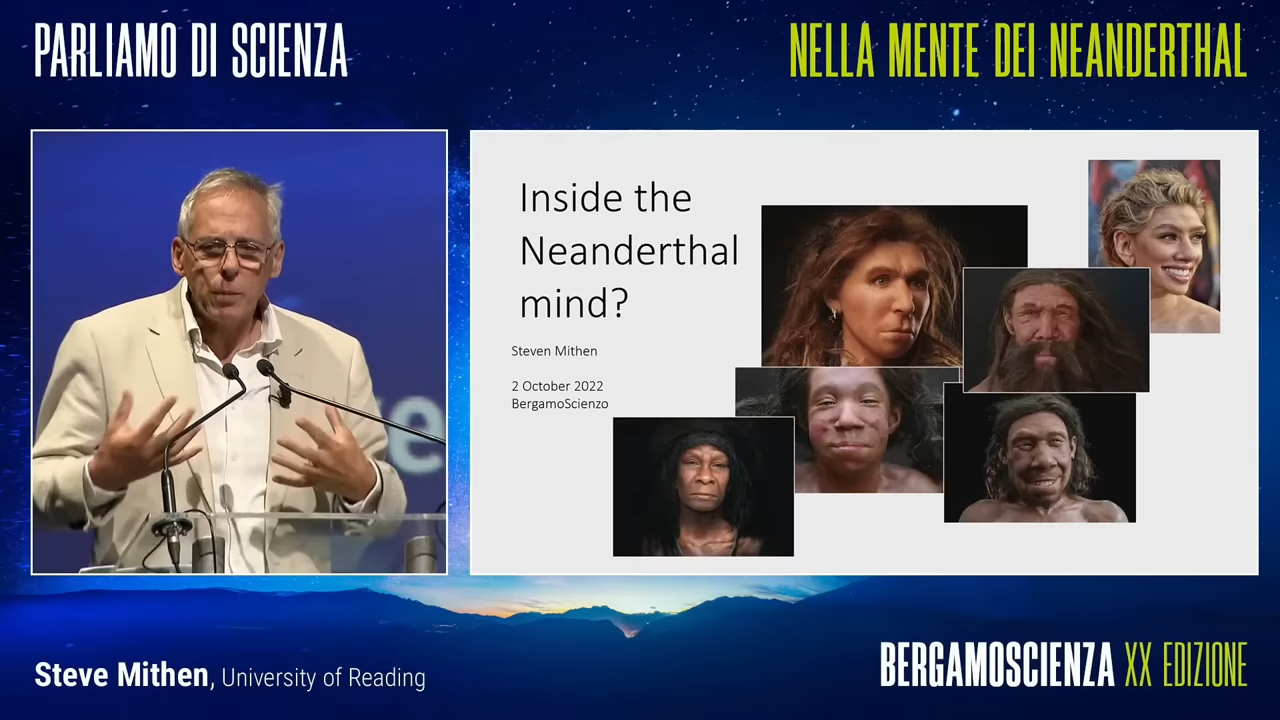 PARLIAMO DI SCIENZA
NELLA MENTE DEI NEANDERTHAL
Inside the
Neanderthal
mind?
Steven Mithen
2 October 2022
BergamoScienzo
e
Steve Mithen, University of Reading
BERGAMOSCIENZA XX EDIZIONE